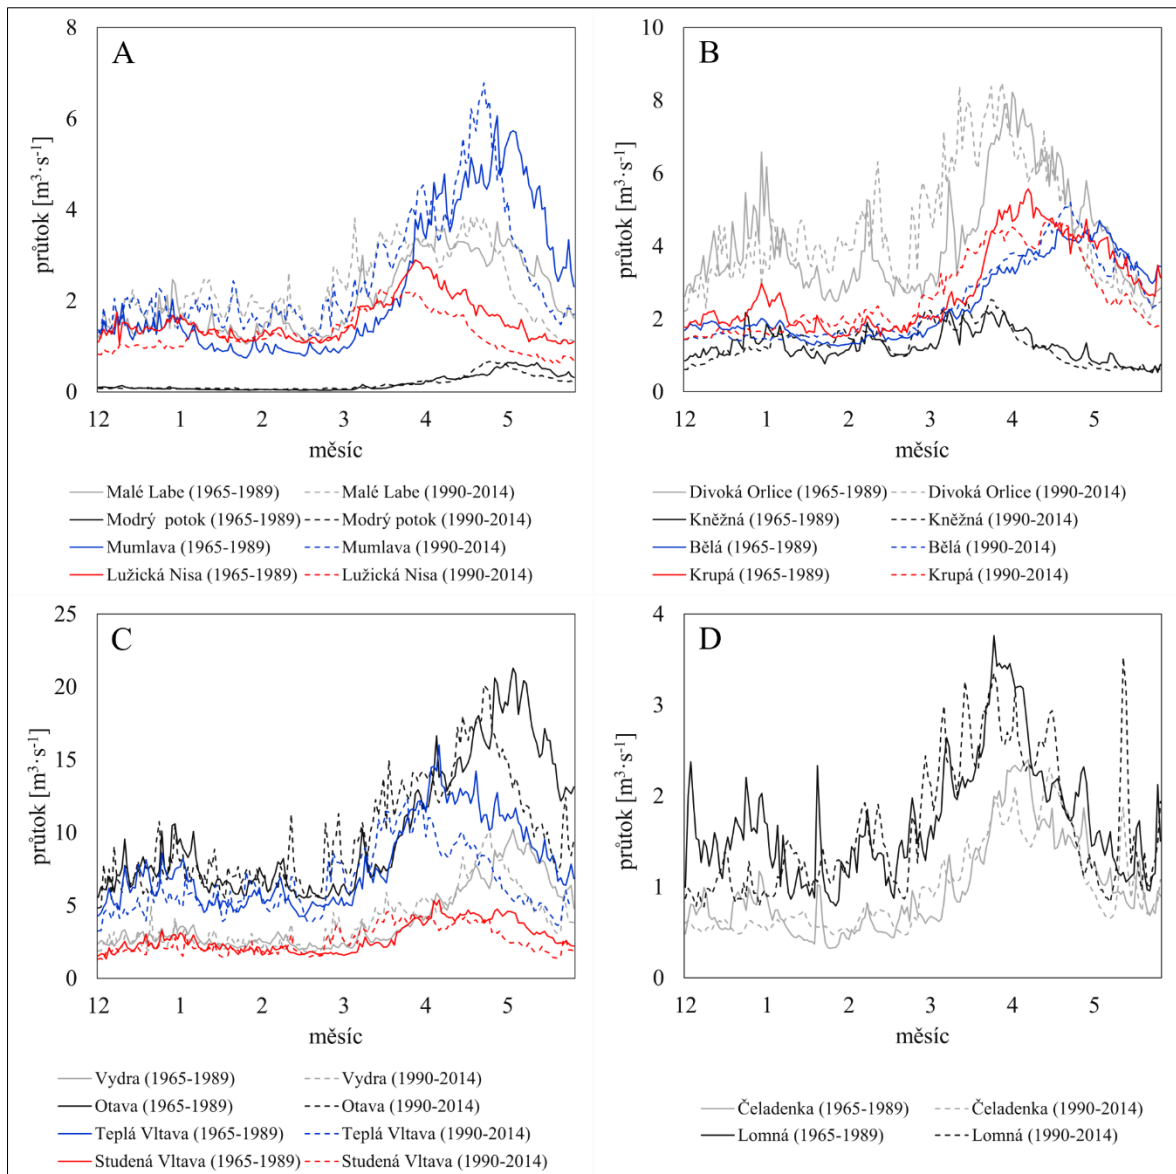 A
průtok [m³·s⁻¹]
8
6
4
2
0
12 1 2 3 4 5
měsíc
Malé Labe (1965-1989) Malé Labe (1990-2014)
Modrý potok (1965-1989) Modrý potok (1990-2014)
Mumlava (1965-1989) Mumlava (1990-2014)
Lužická Nisa (1965-1989) Lužická Nisa (1990-2014)
B
průtok [m³·s⁻¹]
10
8
6
4
2
0
12 1 2 3 4 5
měsíc
Divoká Orlice (1965-1989) Divoká Orlice (1990-2014)
Kněžná (1965-1989) Kněžná (1990-2014)
Bělá (1965-1989) Bělá (1990-2014)
Krupá (1965-1989) Krupá (1990-2014)
C
průtok [m³·s⁻¹]
25
20
15
10
5
0
12 1 2 3 4 5
měsíc
Vydra (1965-1989) Vydra (1990-2014)
Otava (1965-1989) Otava (1990-2014)
Teplá Vltava (1965-1989) Teplá Vltava (1990-2014)
Studená Vltava (1965-1989) Studená Vltava (1990-2014)
D
průtok [m³·s⁻¹]
4
3
2
1
0
12 1 2 3 4 5
měsíc
Čeladenka (1965-1989) Čeladenka (1990-2014)
Lomná (1965-1989) Lomná (1990-2014)